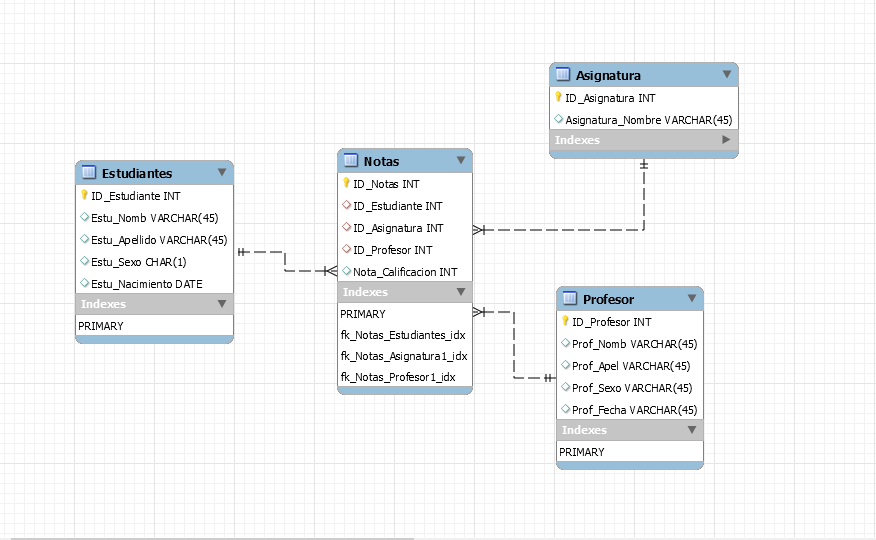 Estudiantes
ID_Estudiante INT
Estu_Nomb VARCHAR(45)
Estu_Apellido VARCHAR(45)
Estu_Sexo CHAR(1)
Estu_Nacimiento DATE
Indexes
PRIMARY
Notas
ID_Notas INT
ID_Estudiante INT
ID_Asignatura INT
ID_Profesor INT
Nota_Calificacion INT
Indexes
PRIMARY
fk_Notas_Estudiantes_idx
fk_Notas_Asignatura1_idx
fk_Notas_Profesor1_idx
Asignatura
ID_Asignatura INT
Asignatura_Nombre VARCHAR(45)
Indexes
Profesor
ID_Profesor INT
Prof_Nomb VARCHAR(45)
Prof_Apel VARCHAR(45)
Prof_Sexo VARCHAR(45)
Prof_Fecha VARCHAR(45)
Indexes
PRIMARY